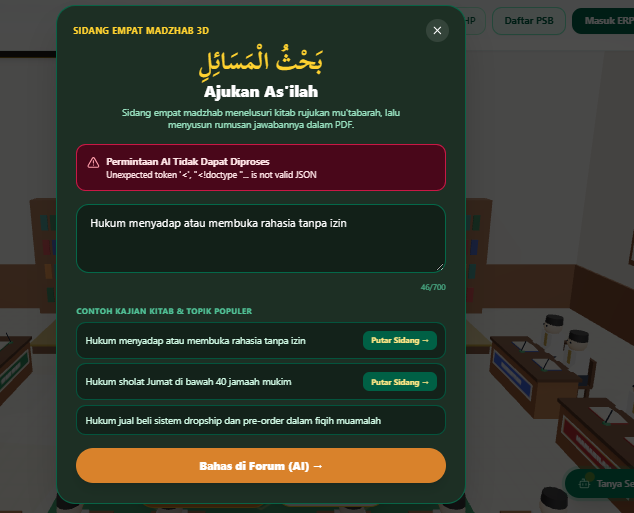 SIDANG EMPAT MADZHAB 3D
HP
Daftar PSB
Masuk ERP
بَحْثُ الْمَسَائِلِ
Ajukan As'ilah
Sidang empat madzhab menelusuri kitab rujukan mu'tabarah, lalu
menyusun rumusan jawabannya dalam PDF.
Permintaan AI Tidak Dapat Diproses
Unexpected token '<', "<!doctype "... is not valid JSON
Hukum menyadap atau membuka rahasia tanpa izin
46/700
CONTOH KAJIAN KITAB & TOPIK POPULER
Hukum menyadap atau membuka rahasia tanpa izin
Putar Sidang →
Hukum sholat Jumat di bawah 40 jamaah mukim
Putar Sidang →
Hukum jual beli sistem dropship dan pre-order dalam fiqih muamalah
Bahas di Forum (AI) →
Tanya Se